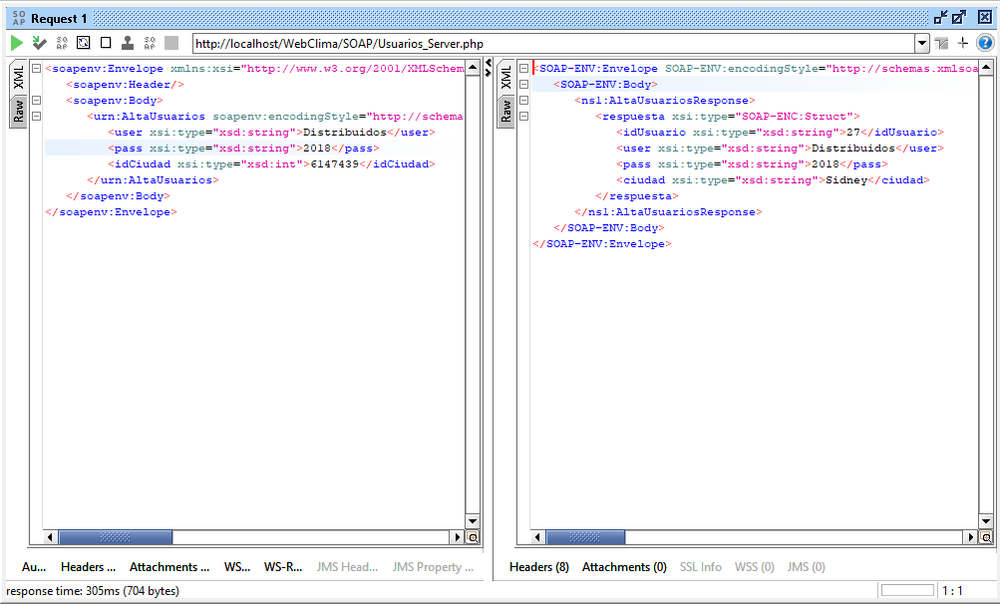 SO
AP
Request 1
SO
AP
SO
AP
http://localhost/WebClima/SOAP/Usuarios_Server.php
XML
Raw
<soapenv:Envelope xmlns:xsi="http://www.w3.org/2001/XMLSchem
<soapenv:Header/>
<soapenv:Body>
<urn:AltaUsuarios soapenv:encodingStyle="http://schema
<user xsi:type="xsd:string">Distribuidos</user>
<pass xsi:type="xsd:string">2018</pass>
<idCiudad xsi:type="xsd:int">6147439</idCiudad>
</urn:AltaUsuarios>
</soapenv:Body>
</soapenv:Envelope>
XML
Raw
<SOAP-ENV:Envelope SOAP-ENV:encodingStyle="http://schemas.xmlsoa
<SOAP-ENV:Body>
<ns1:AltaUsuariosResponse>
<respuesta xsi:type="SOAP-ENC:Struct">
<idUsuario xsi:type="xsd:string">27</idUsuario>
<user xsi:type="xsd:string">Distribuidos</user>
<pass xsi:type="xsd:string">2018</pass>
<ciudad xsi:type="xsd:string">Sidney</ciudad>
</respuesta>
</ns1:AltaUsuariosResponse>
</SOAP-ENV:Body>
</SOAP-ENV:Envelope>
Au... Headers ... Attachments ... WS... WS-R... JMS Head... JMS Property ...
Headers (8) Attachments (0) SSL Info WSS (0) JMS (0)
response time: 305ms (704 bytes)
1 : 1